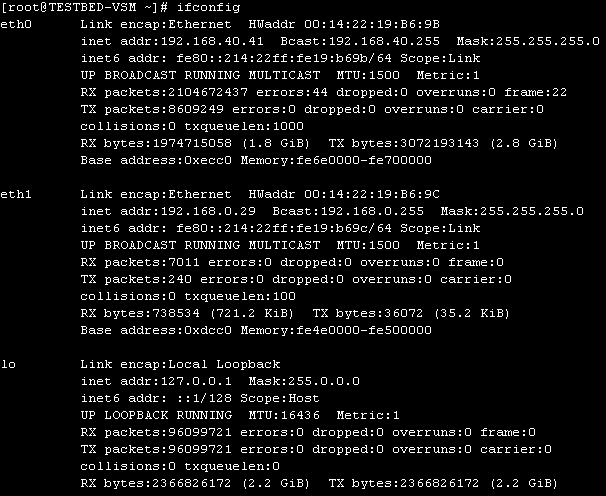 [root@TESTBED-VSM ~]# ifconfig
eth0 Link encap:Ethernet HWaddr 00:14:22:19:B6:9B
inet addr:192.168.40.41 Bcast:192.168.40.255 Mask:255.255.255.0
inet6 addr: fe80::214:22ff:fe19:b69b/64 Scope:Link
UP BROADCAST RUNNING MULTICAST MTU:1500 Metric:1
RX packets:2104672437 errors:44 dropped:0 overruns:0 frame:22
TX packets:8609249 errors:0 dropped:0 overruns:0 carrier:0
collisions:0 txqueuelen:1000
RX bytes:1974715058 (1.8 GiB) TX bytes:3072193143 (2.8 GiB)
Base address:0xecc0 Memory:fe6e0000-fe700000
eth1 Link encap:Ethernet HWaddr 00:14:22:19:B6:9C
inet addr:192.168.0.29 Bcast:192.168.0.255 Mask:255.255.255.0
inet6 addr: fe80::214:22ff:fe19:b69c/64 Scope:Link
UP BROADCAST RUNNING MULTICAST MTU:1500 Metric:1
RX packets:7011 errors:0 dropped:0 overruns:0 frame:0
TX packets:240 errors:0 dropped:0 overruns:0 carrier:0
collisions:0 txqueuelen:100
RX bytes:738534 (721.2 KiB) TX bytes:36072 (35.2 KiB)
Base address:0xdcc0 Memory:fe4e0000-fe500000
lo Link encap:Local Loopback
inet addr:127.0.0.1 Mask:255.0.0.0
inet6 addr: ::1/128 Scope:Host
UP LOOPBACK RUNNING MTU:16436 Metric:1
RX packets:96099721 errors:0 dropped:0 overruns:0 frame:0
TX packets:96099721 errors:0 dropped:0 overruns:0 carrier:0
collisions:0 txqueuelen:0
RX bytes:2366826172 (2.2 GiB) TX bytes:2366826172 (2.2 GiB)